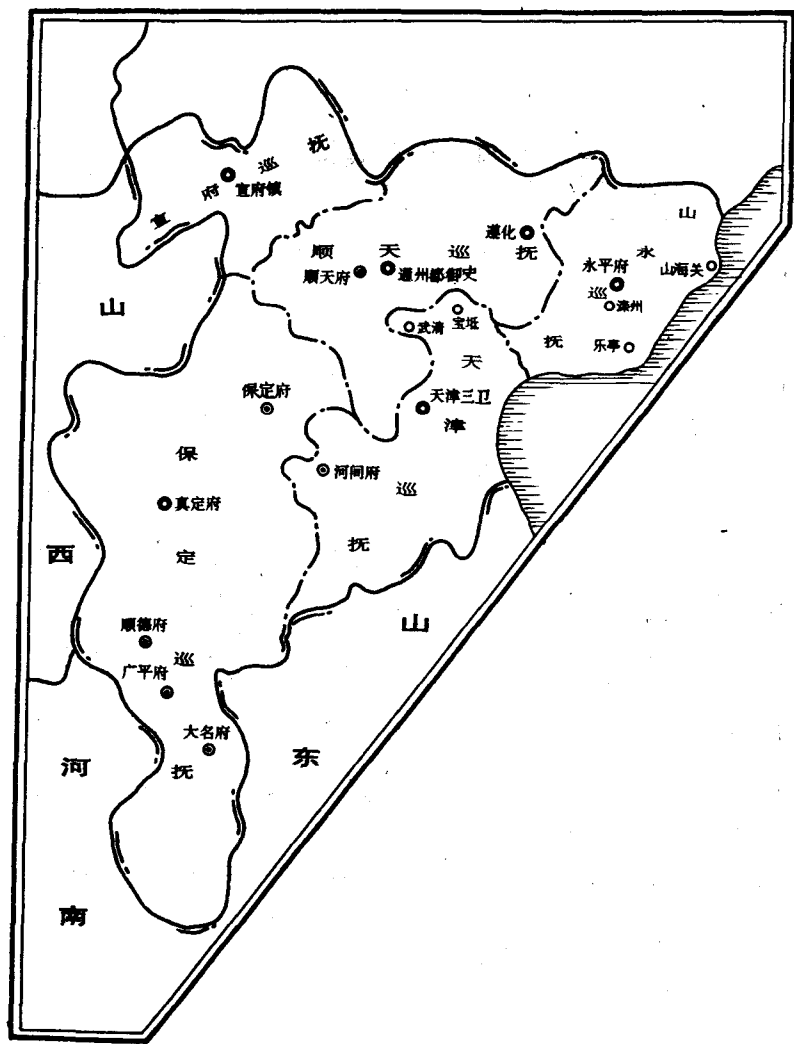 宣府巡抚
宣府镇
顺天巡抚
顺天府
通州都御史
遵化
山永巡抚
永平府
山海关
滦州
乐亭
武清
宝坻
天津巡抚
天津三卫
河间府
保定巡抚
保定府
真定府
顺德府
广平府
大名府
山西
山东
河南